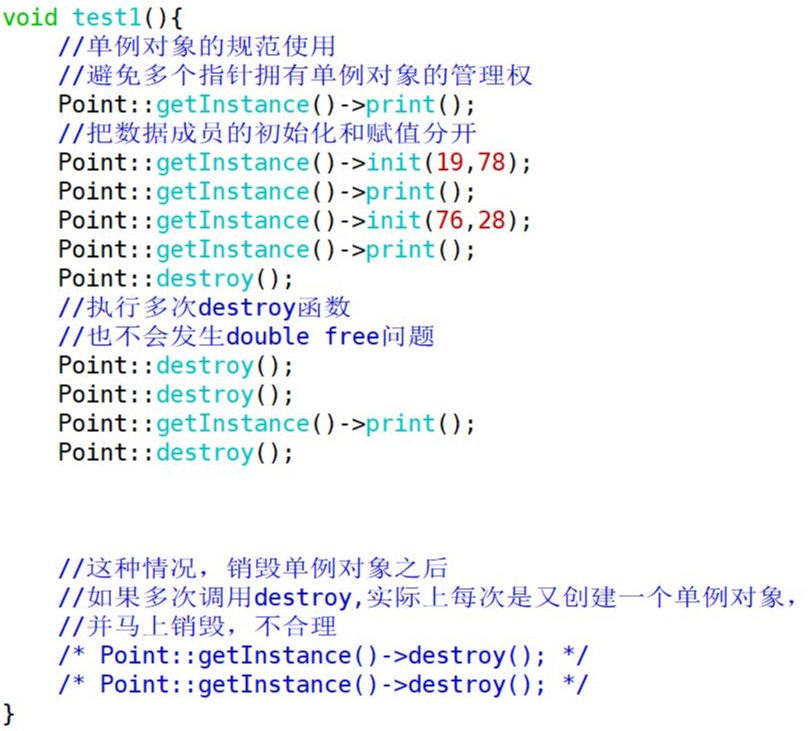 void test1(){
    //单例对象的规范使用
    //避免多个指针拥有单例对象的管理权
    Point::getInstance()->print();
    //把数据成员的初始化和赋值分开
    Point::getInstance()->init(19,78);
    Point::getInstance()->print();
    Point::getInstance()->init(76,28);
    Point::getInstance()->print();
    Point::destroy();
    //执行多次destroy函数
    //也不会发生double free问题
    Point::destroy();
    Point::destroy();
    Point::getInstance()->print();
    Point::destroy();
    //这种情况，销毁单例对象之后
    //如果多次调用destroy,实际上每次是又创建一个单例对象，
    //并马上销毁，不合理
    /* Point::getInstance()->destroy(); */
    /* Point::getInstance()->destroy(); */
}